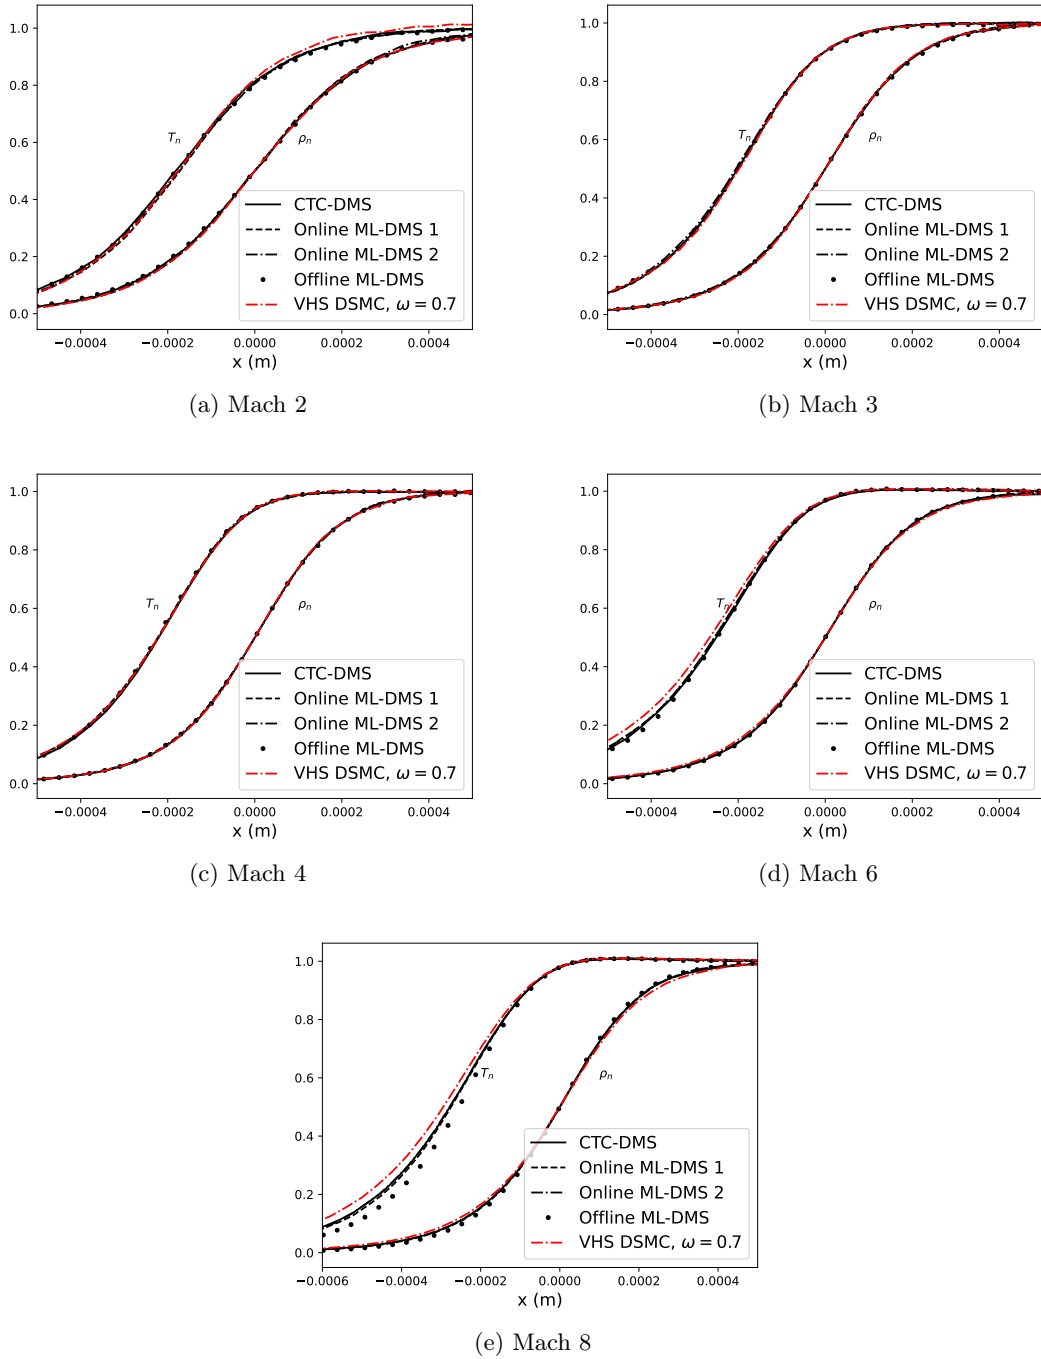 1.0
0.8
0.6
0.4
0.2
0.0
Tₙ
ρₙ
CTC-DMS
Online ML-DMS 1
Online ML-DMS 2
Offline ML-DMS
VHS DSMC, ω = 0.7
−0.0004 −0.0002 0.0000 0.0002 0.0004
x (m)
(a) Mach 2
1.0
0.8
0.6
0.4
0.2
0.0
Tₙ
ρₙ
CTC-DMS
Online ML-DMS 1
Online ML-DMS 2
Offline ML-DMS
VHS DSMC, ω = 0.7
−0.0004 −0.0002 0.0000 0.0002 0.0004
x (m)
(b) Mach 3
1.0
0.8
0.6
0.4
0.2
0.0
Tₙ
ρₙ
CTC-DMS
Online ML-DMS 1
Online ML-DMS 2
Offline ML-DMS
VHS DSMC, ω = 0.7
−0.0004 −0.0002 0.0000 0.0002 0.0004
x (m)
(c) Mach 4
1.0
0.8
0.6
0.4
0.2
0.0
Tₙ
ρₙ
CTC-DMS
Online ML-DMS 1
Online ML-DMS 2
Offline ML-DMS
VHS DSMC, ω = 0.7
−0.0004 −0.0002 0.0000 0.0002 0.0004
x (m)
(d) Mach 6
1.0
0.8
0.6
0.4
0.2
0.0
Tₙ
ρₙ
CTC-DMS
Online ML-DMS 1
Online ML-DMS 2
Offline ML-DMS
VHS DSMC, ω = 0.7
−0.0006 −0.0004 −0.0002 0.0000 0.0002 0.0004
x (m)
(e) Mach 8